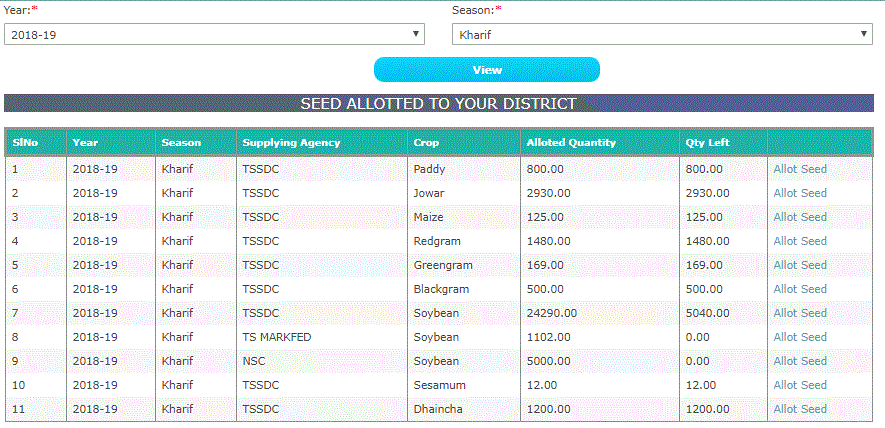 Year:* Season:*
2018-19 Kharif
View
SEED ALLOTTED TO YOUR DISTRICT
SlNo Year Season Supplying Agency Crop Alloted Quantity Qty Left
1 2018-19 Kharif TSSDC Paddy 800.00 800.00 Allot Seed
2 2018-19 Kharif TSSDC Jowar 2930.00 2930.00 Allot Seed
3 2018-19 Kharif TSSDC Maize 125.00 125.00 Allot Seed
4 2018-19 Kharif TSSDC Redgram 1480.00 1480.00 Allot Seed
5 2018-19 Kharif TSSDC Greengram 169.00 169.00 Allot Seed
6 2018-19 Kharif TSSDC Blackgram 500.00 500.00 Allot Seed
7 2018-19 Kharif TSSDC Soybean 24290.00 5040.00 Allot Seed
8 2018-19 Kharif TS MARKFED Soybean 1102.00 0.00 Allot Seed
9 2018-19 Kharif NSC Soybean 5000.00 0.00 Allot Seed
10 2018-19 Kharif TSSDC Sesamum 12.00 12.00 Allot Seed
11 2018-19 Kharif TSSDC Dhaincha 1200.00 1200.00 Allot Seed